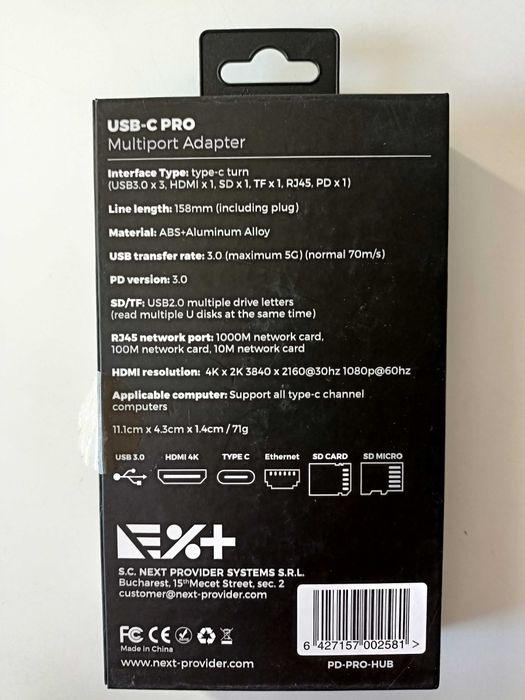 USB-C PRO
Multiport Adapter
Interface Type: type-c turn
(USB3.0 x 3, HDMI x 1, SD x 1, TF x 1, RJ45, PD x 1)
Line length: 158mm (including plug)
Material: ABS+Aluminum Alloy
USB transfer rate: 3.0 (maximum 5G) (normal 70m/s)
PD version: 3.0
SD/TF: USB2.0 multiple drive letters
(read multiple U disks at the same time)
RJ45 network port: 1000M network card,
100M network card, 10M network card
HDMI resolution: 4K x 2K 3840 x 2160@30hz 1080p@60hz
Applicable computer: Support all type-c channel
computers
11.1cm x 4.3cm x 1.4cm / 71g
USB 3.0 HDMI 4K TYPE C Ethernet SD CARD SD MICRO
NEXT
S.C. NEXT PROVIDER SYSTEMS S.R.L.
Bucharest, 15thMecet Street, sec. 2
customer@next-provider.com
FC CE
Made in China
www.next-provider.com
6 427157 002581 >
PD-PRO-HUB